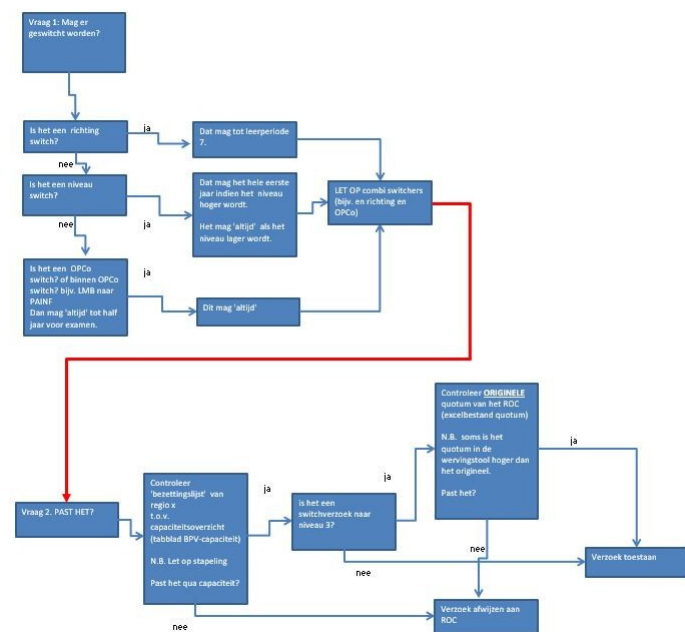 Vraag 1: Mag er
geswitcht worden?
Is het een richting
switch?
ja
Dat mag tot leerperiode
7.
nee
Is het een niveau
switch?
ja
Dat mag het hele eerste
jaar indien het niveau
hoger wordt.
Het mag 'altijd' als het
niveau lager wordt.
LET OP combi switchers
(bijv. en richting en
OPCo)
nee
Is het een OPCo
switch? of binnen OPCo
switch? bijv. LMB naar
PAINF
Dan mag 'altijd' tot half
jaar voor examen.
ja
Dit mag 'altijd'
Vraag 2. PAST HET?
Controleer
'bezettingslijst' van
regio x
t.o.v.
capaciteitsoverzicht
(tabblad BPV-capaciteit)
N.B. Let op stapeling
Past het qua capaciteit?
ja
nee
is het een
switchverzoek naar
niveau 3?
ja
nee
Controleer ORIGINELE
quotum van het ROC
(excelbestand quotum)
N.B. soms is het
quotum in de
wervingstool hoger dan
het origineel.
Past het?
ja
nee
Verzoek toestaan
Verzoek afwijzen aan
ROC